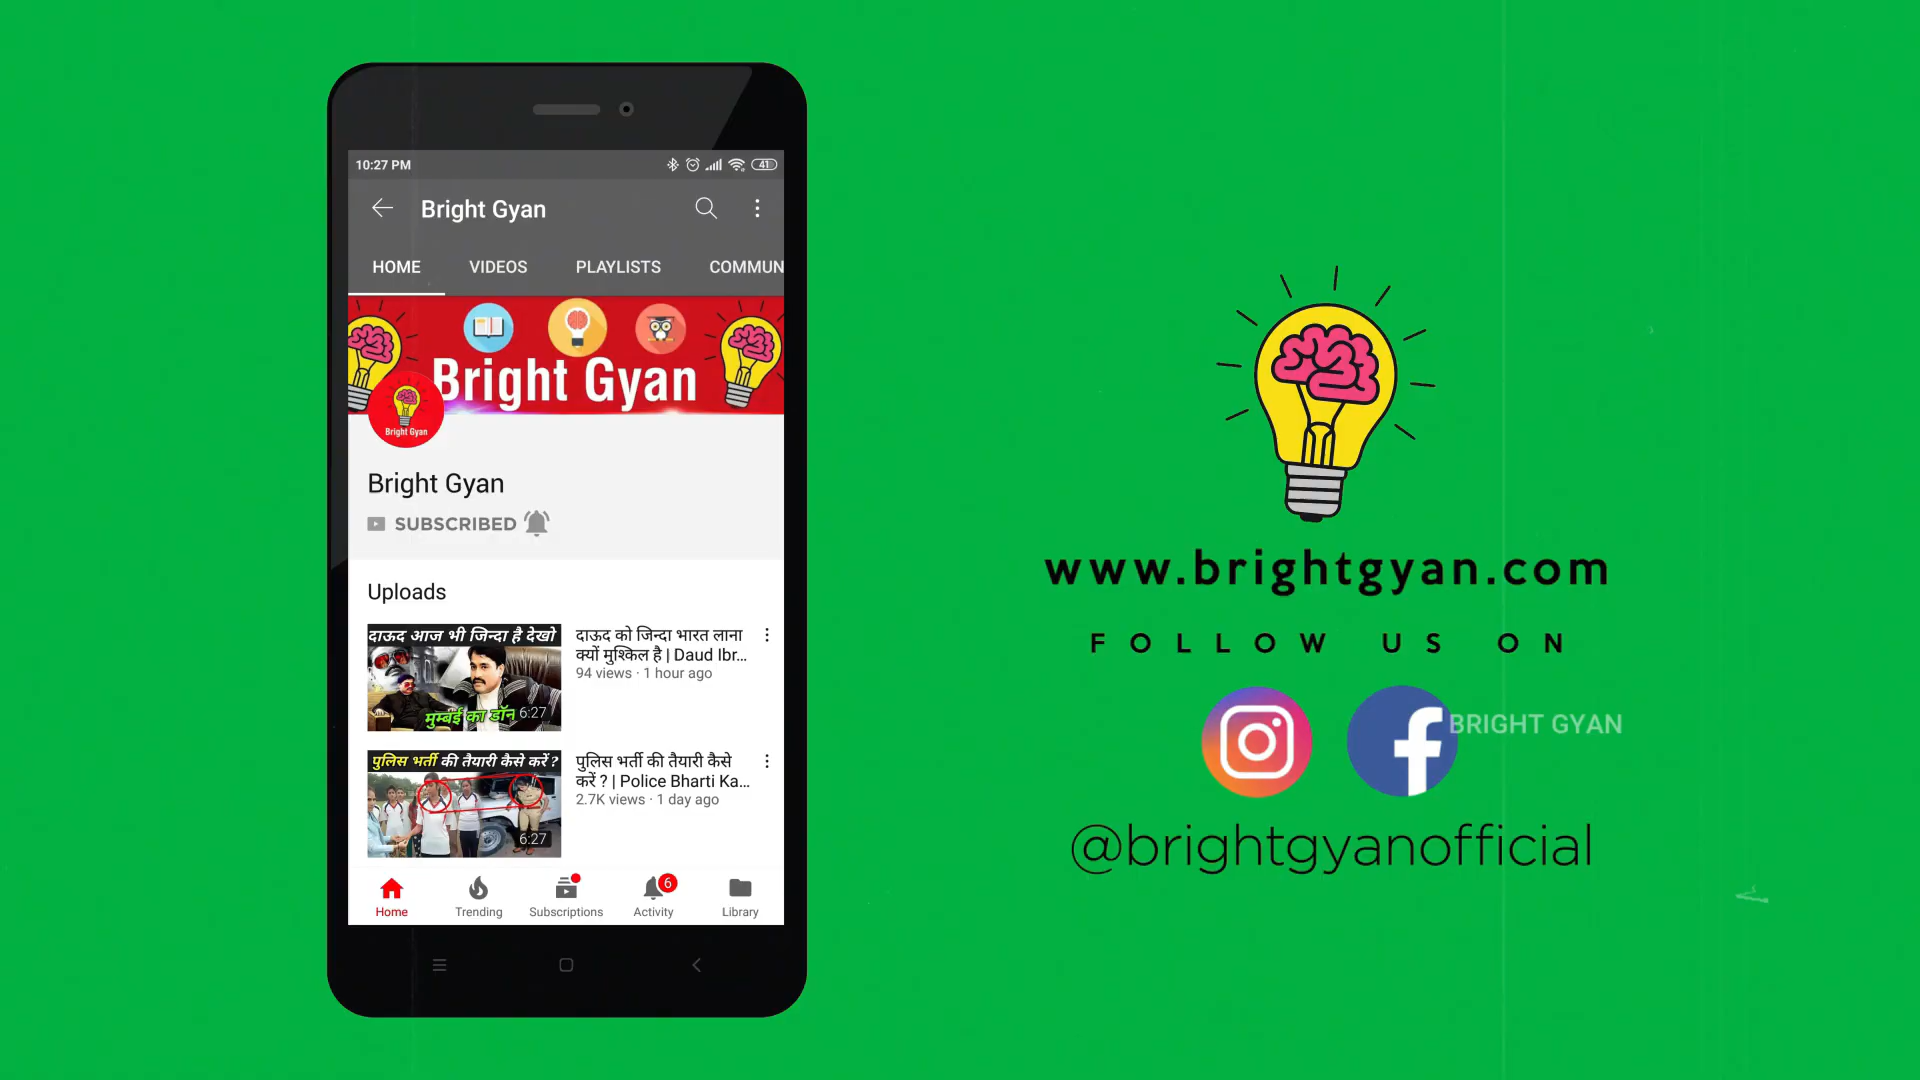 10:27 PM
41
Bright Gyan
HOME VIDEOS PLAYLISTS COMMUN
Bright Gyan
Bright Gyan
Bright Gyan
SUBSCRIBED
Uploads
दाऊद आज भी जिन्दा है देखो
मुम्बई का डॉन
6:27
दाऊद को जिन्दा भारत लाना
क्यों मुश्किल है | Daud Ibr...
94 views · 1 hour ago
पुलिस भर्ती की तैयारी कैसे करें ?
6:27
पुलिस भर्ती की तैयारी कैसे
करें ? | Police Bharti Ka...
2.7K views · 1 day ago
6
Home Trending Subscriptions Activity Library
www.brightgyan.com
FOLLOW US ON
BRIGHT GYAN
@brightgyanofficial